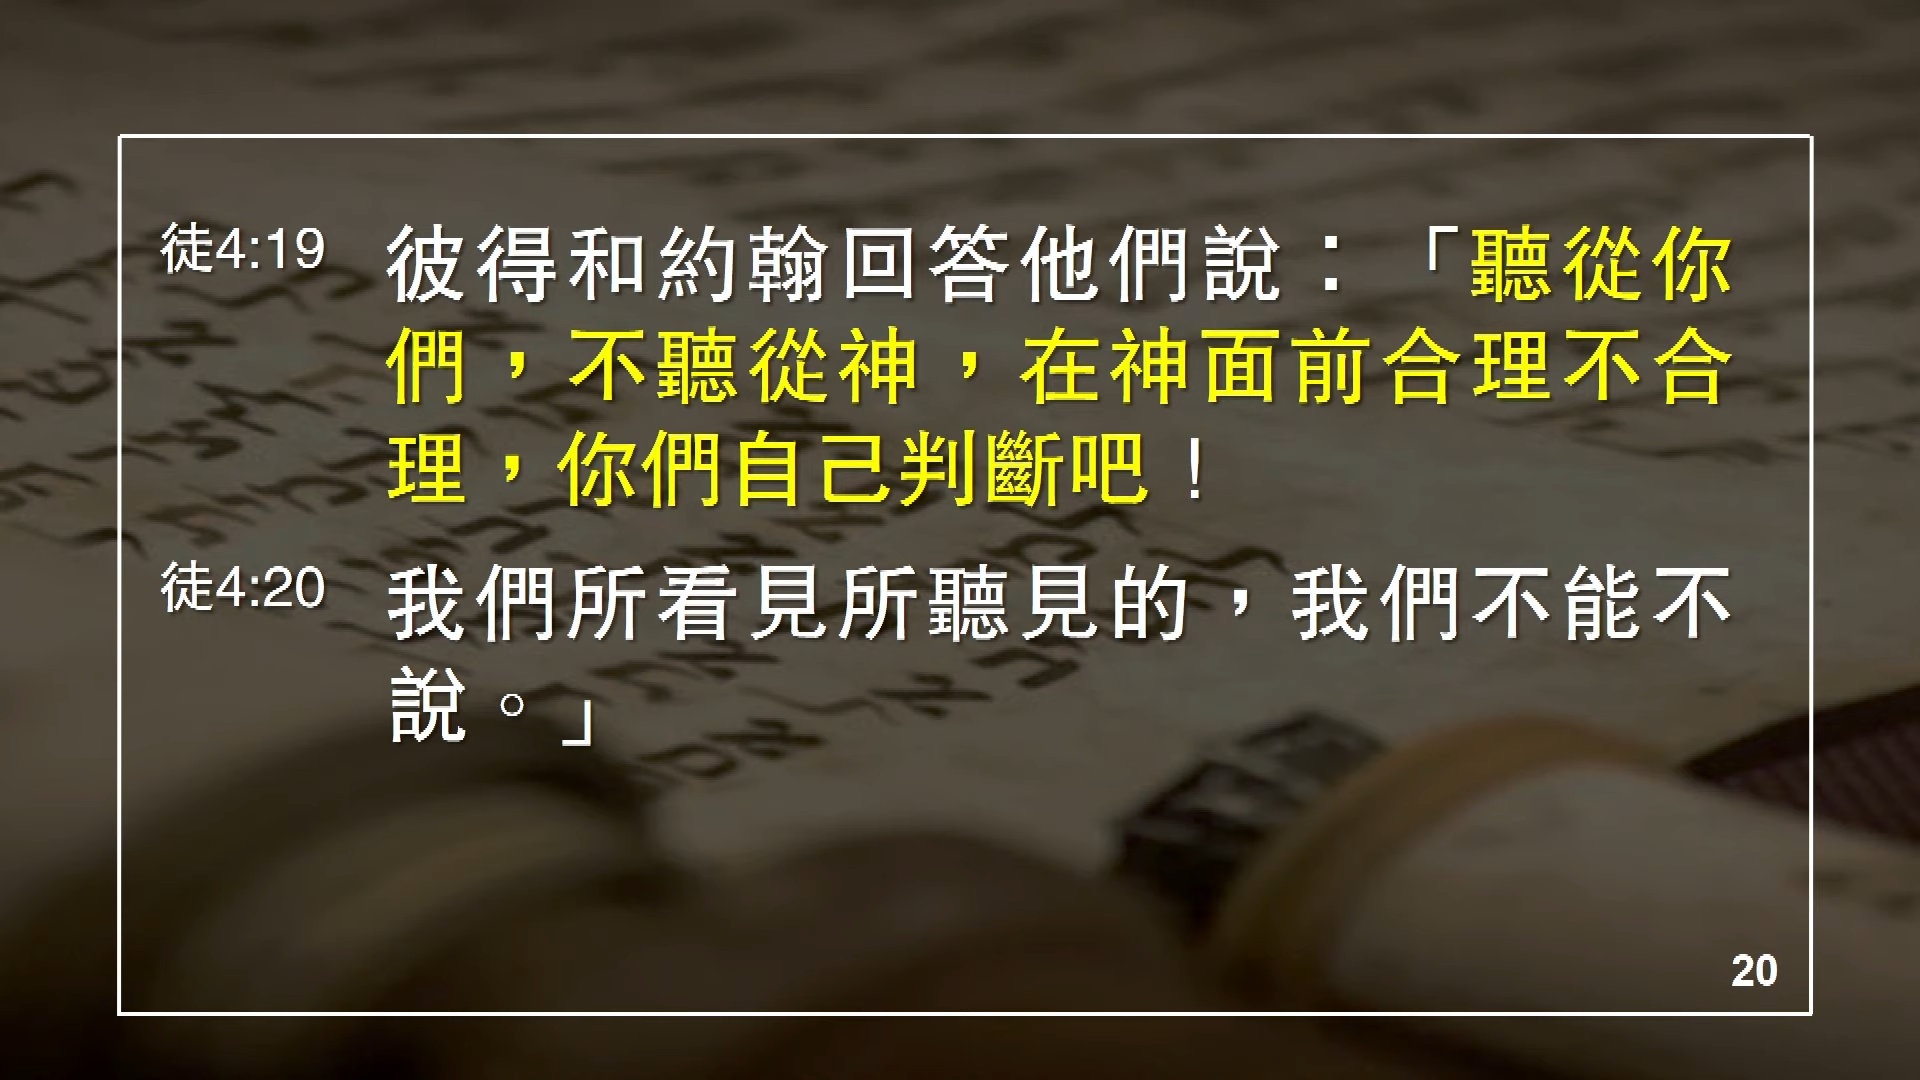 徒4:19 彼得和約翰回答他們說：「聽從你
們，不聽從神，在神面前合理不合
理，你們自己判斷吧！
徒4:20 我們所看見所聽見的，我們不能不
說。」
20